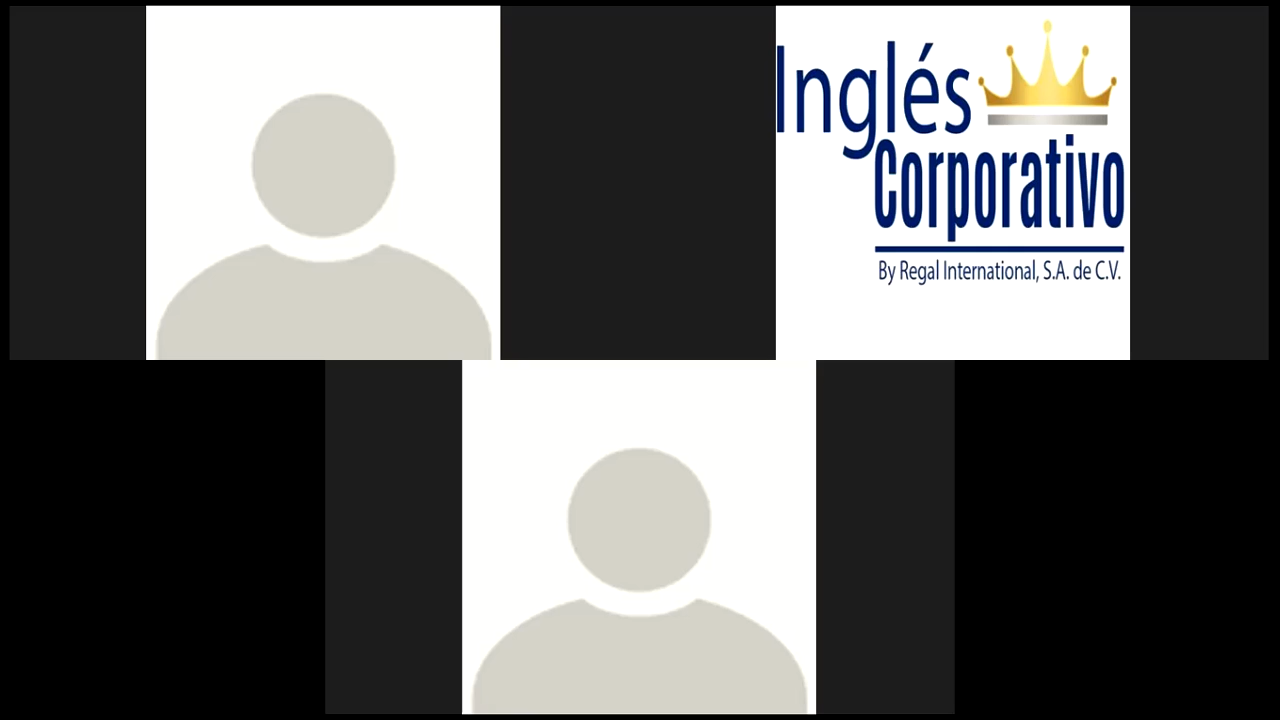 Inglés
Corporativo
By Regal International, S.A. de C.V.